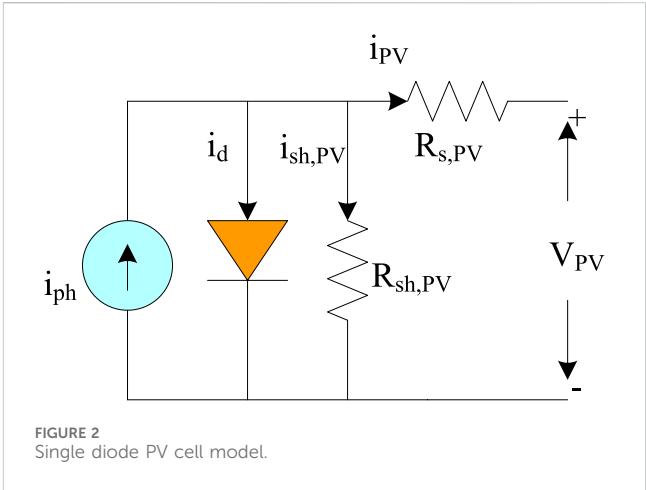 iPV
+
id
ish,PV
Rs,PV
iph
Rsh,PV
VPV
-
FIGURE 2
Single diode PV cell model.